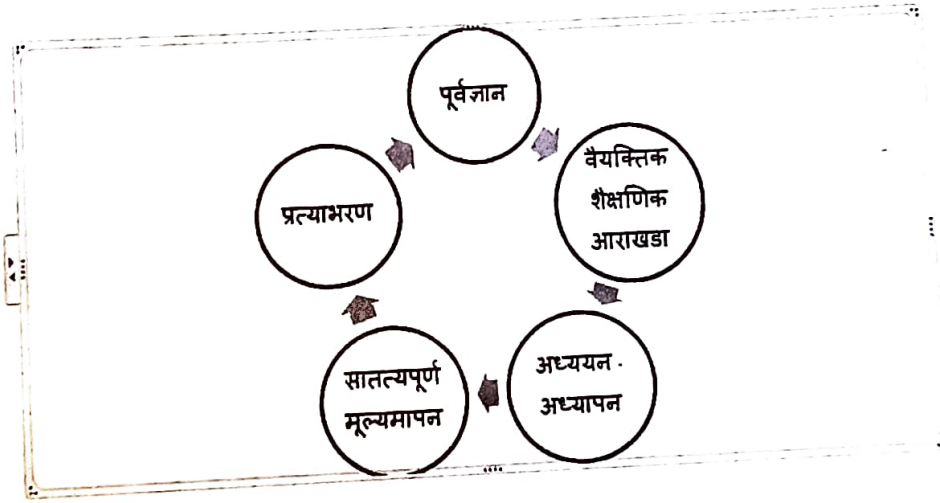 पूर्वज्ञान
वैयक्तिक
शैक्षणिक
आराखडा
अध्ययन -
अध्यापन
सातत्यपूर्ण
मूल्यमापन
प्रत्याभरण